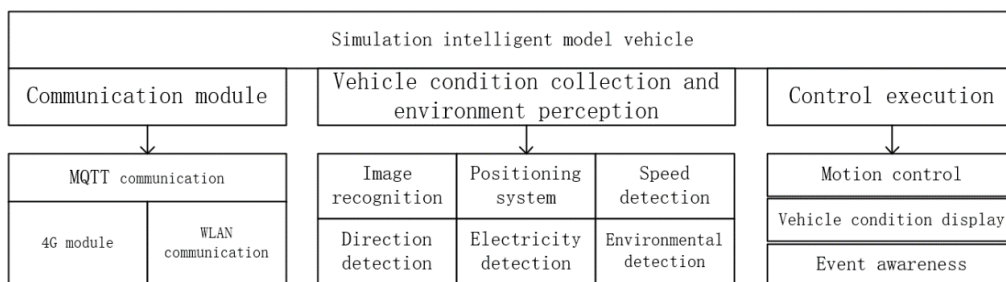 Simulation intelligent model vehicle
Communication module
Vehicle condition collection and
environment perception
Control execution
MQTT communication
4G module
WLAN
communication
Image
recognition
Positioning
system
Speed
detection
Direction
detection
Electricity
detection
Environmental
detection
Motion control
Vehicle condition display
Event awareness